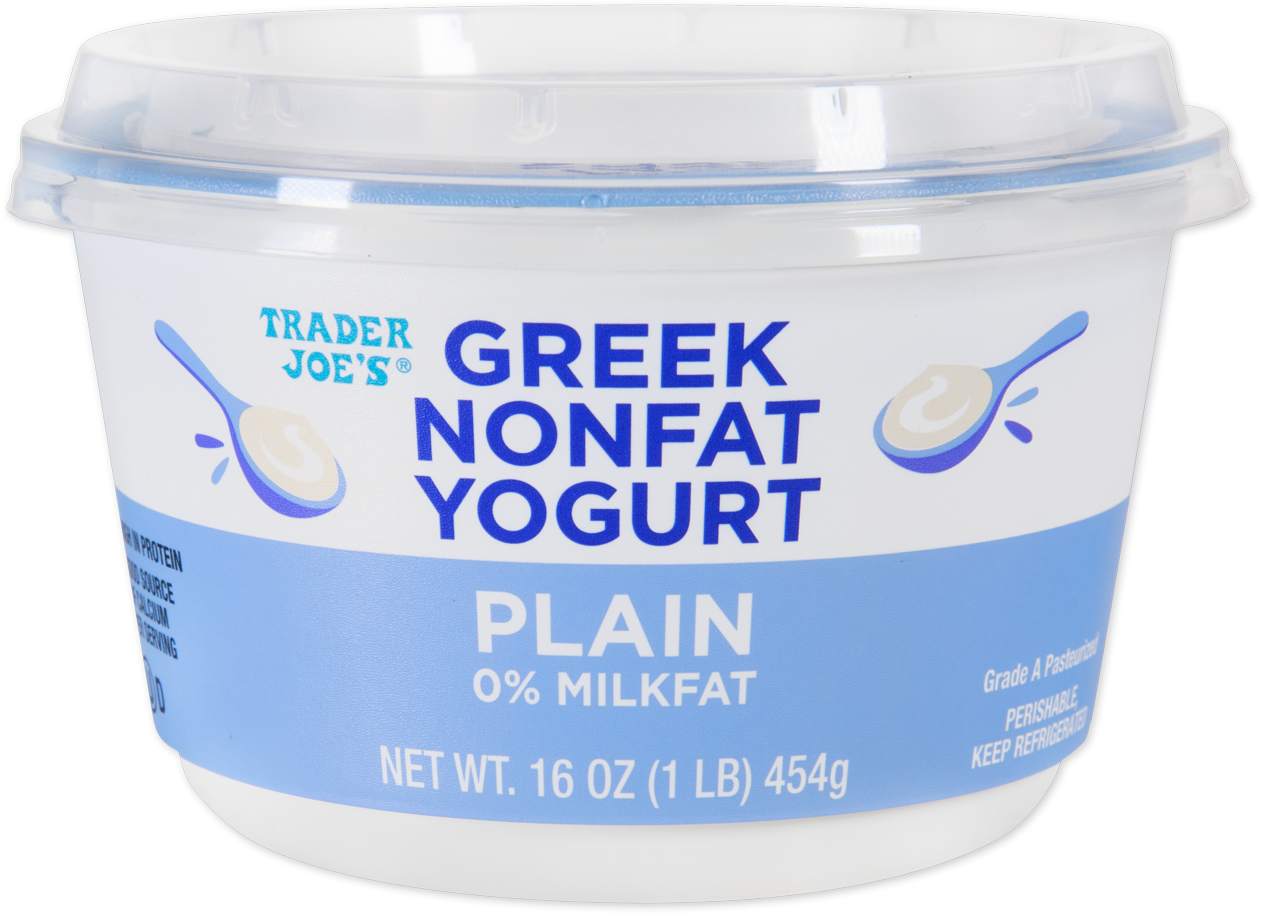 TRADER
JOE'S®
GREEK
NONFAT
YOGURT
PLAIN
0% MILKFAT
NET WT. 16 OZ (1 LB) 454g
IN PROTEIN
SOURCE
CALCIUM
SERVING
D
Grade A Pasteurized
PERISHABLE
KEEP REFRIGERATED